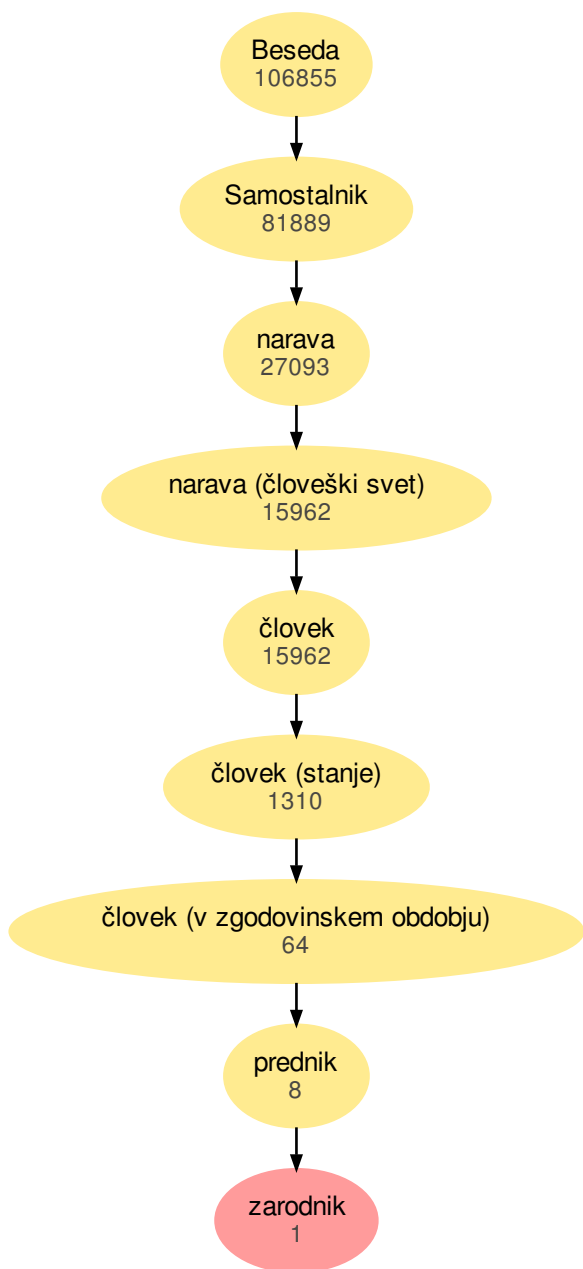 Beseda
106855
Samostalnik
81889
narava
27093
narava (človeški svet)
15962
človek
15962
človek (stanje)
1310
človek (v zgodovinskem obdobju)
64
prednik
8
zarodnik
1